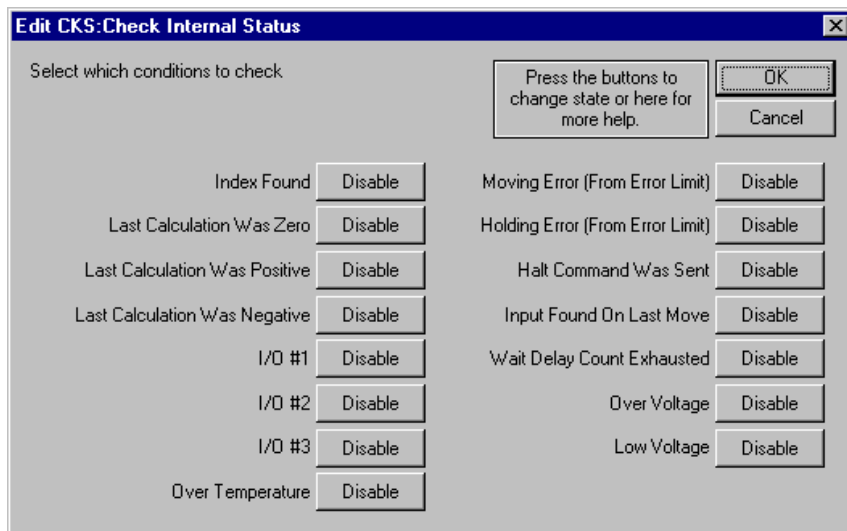 Edit CKS:Check Internal Status
Select which conditions to check
Press the buttons to
change state or here for
more help.
OK
Cancel
Index Found Disable
Last Calculation Was Zero Disable
Last Calculation Was Positive Disable
Last Calculation Was Negative Disable
I/O #1 Disable
I/O #2 Disable
I/O #3 Disable
Over Temperature Disable
Moving Error (From Error Limit) Disable
Holding Error (From Error Limit) Disable
Halt Command Was Sent Disable
Input Found On Last Move Disable
Wait Delay Count Exhausted Disable
Over Voltage Disable
Low Voltage Disable